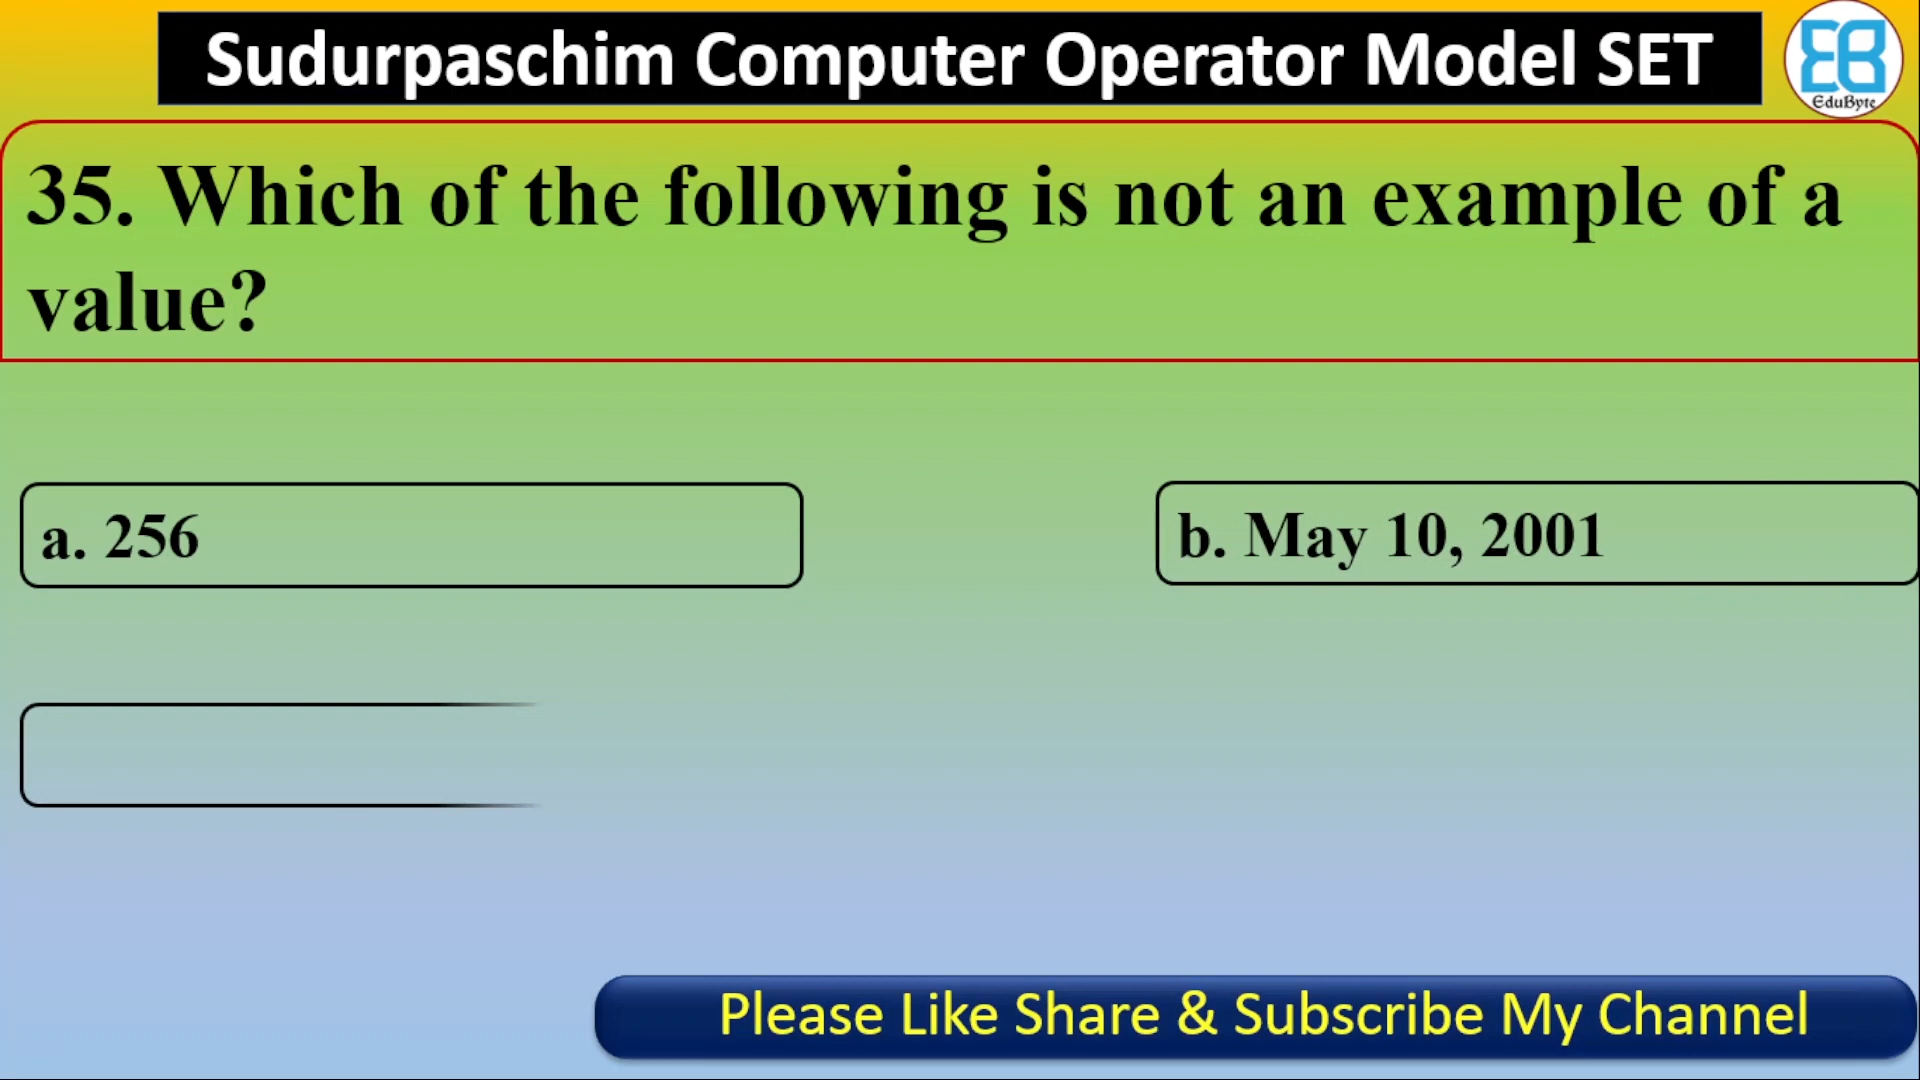 Sudurpaschim Computer Operator Model SET
EduByte
35. Which of the following is not an example of a
value?
a. 256
b. May 10, 2001
Please Like Share & Subscribe My Channel